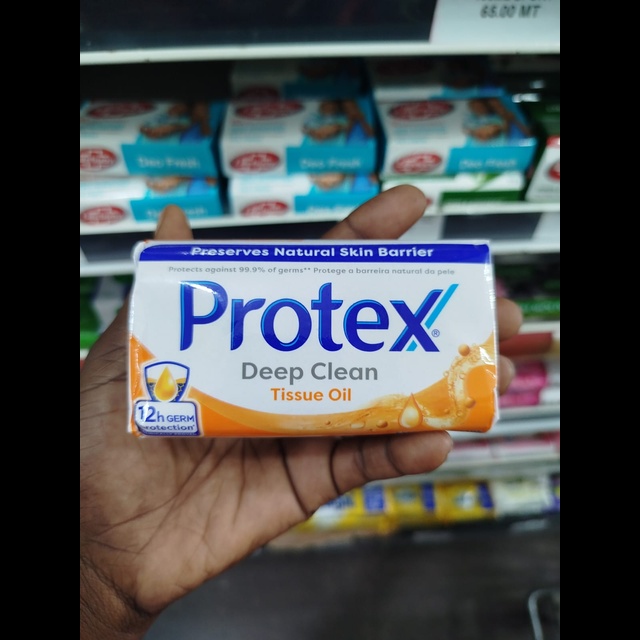 65.00 MT
Deo Fresh
Deo Fresh
Deo Fresh
Preserves Natural Skin Barrier
Protects against 99.9% of germs** Protege a barreira natural da pele
Protex®
Deep Clean
Tissue Oil
12h GERM
Protection*